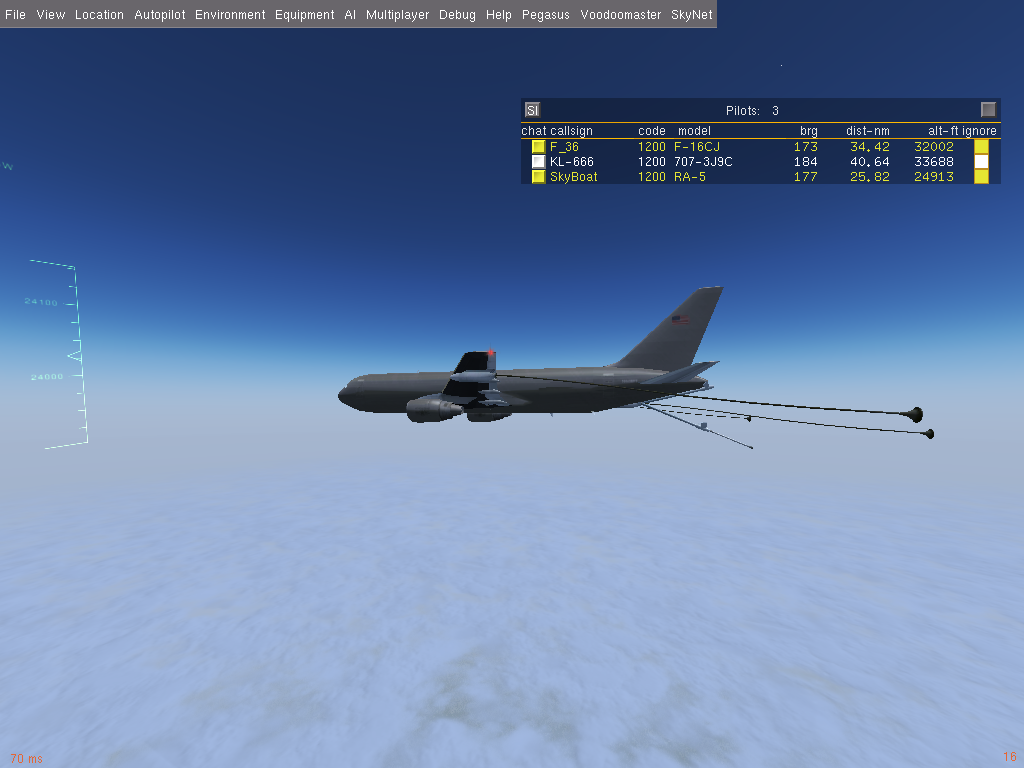 File View Location Autopilot Environment Equipment AI Multiplayer Debug Help Pegasus Voodoomaster SkyNet
SI Pilots: 3
chat callsign code model brg dist-nm alt-ft ignore
F_36 1200 F-16CJ 173 34.42 32002
KL-666 1200 707-3J9C 184 40.64 33688
SkyBoat 1200 RA-5 177 25.82 24913
24100
24000
70 ms
16